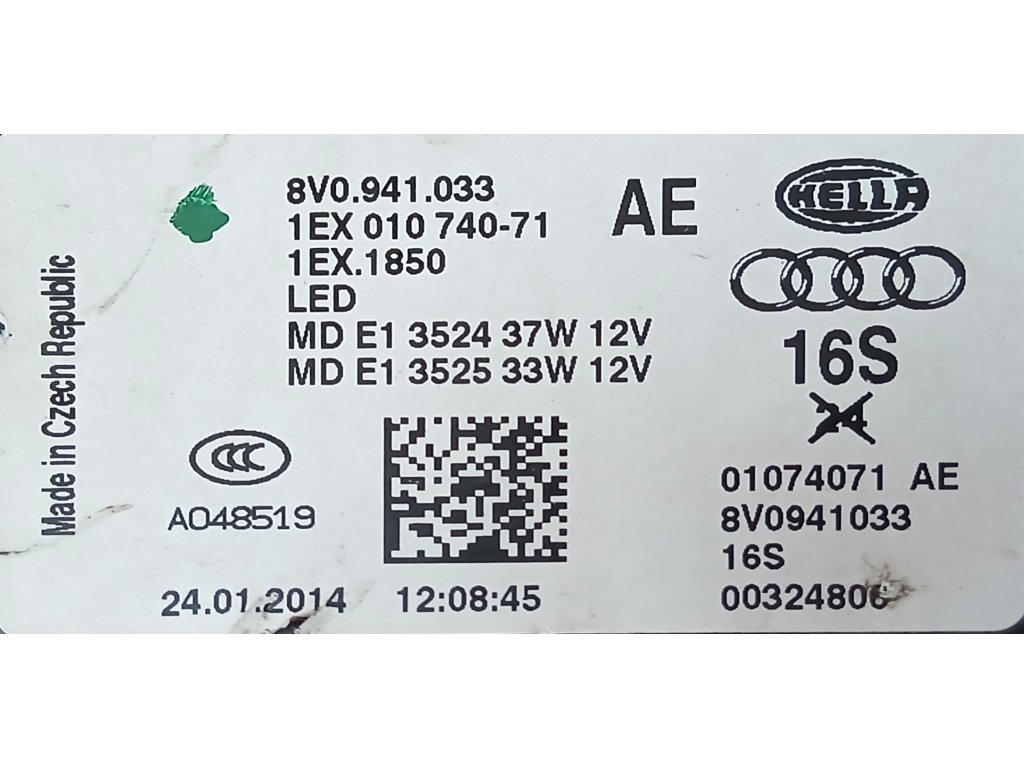 8V0.941.033
1EX 010 740-71
1EX.1850
LED
MD E1 3524 37W 12V
MD E1 3525 33W 12V
AE
HELLA
16S
24
Made in Czech Republic
CCC
A048519
01074071 AE
8V0941033
16S
24.01.2014 12:08:45